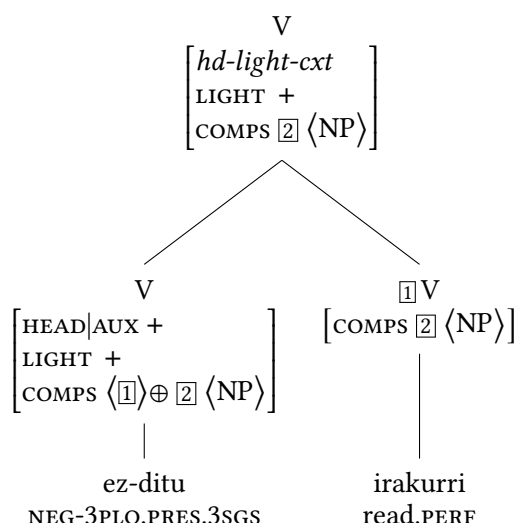 V
hd-light-cxt
LIGHT +
COMPS 2 ⟨NP⟩
V 1 V
HEAD|AUX + COMPS 2 ⟨NP⟩
LIGHT +
COMPS ⟨1⟩⊕ 2 ⟨NP⟩
ez-ditu irakurri
NEG-3PLO.PRES.3SGS read.PERF